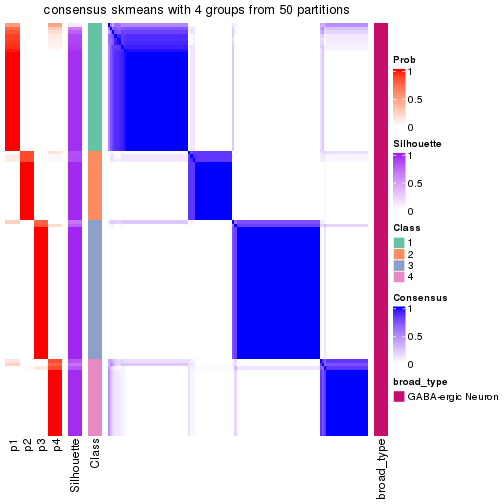 consensus skmeans with 4 groups from 50 partitions
Prob
1
0.5
0
Silhouette
1
0.5
0
Class
1
2
3
4
Consensus
1
0.5
0
broad_type
GABA-ergic Neuron
p1
p2
p3
p4
Silhouette
Class
broad_type